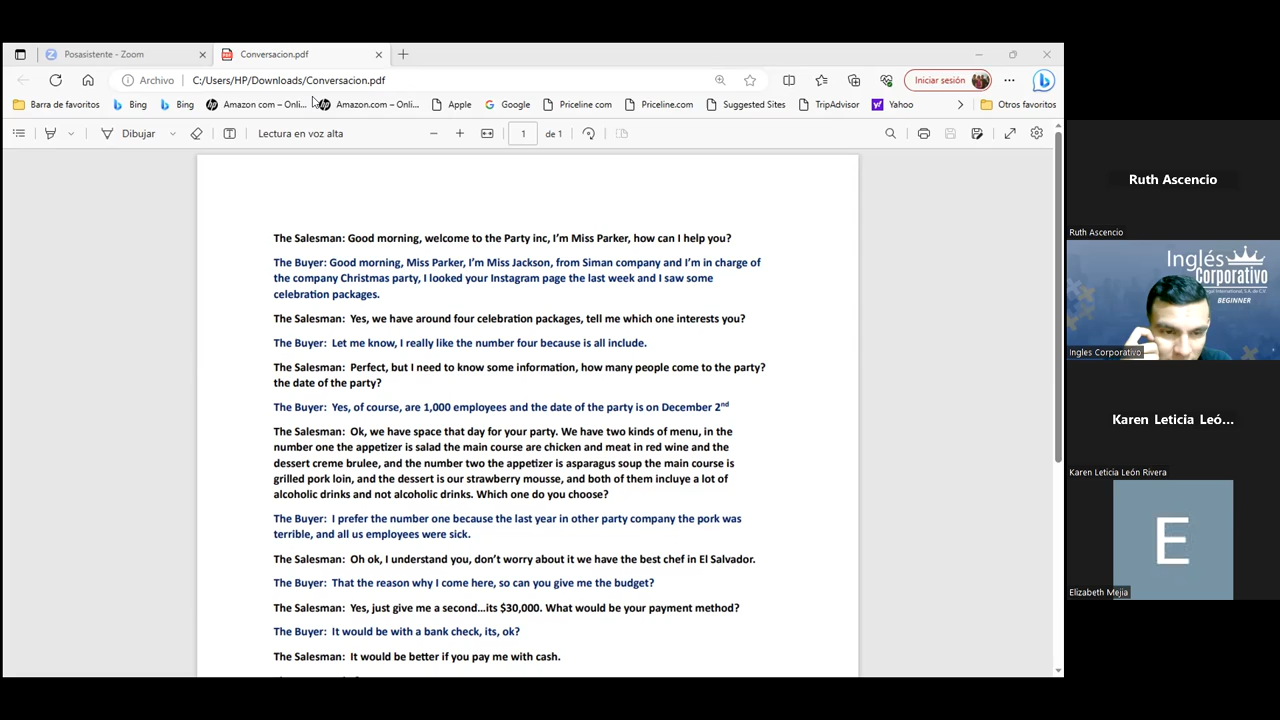 Posasistente - Zoom
Conversacion.pdf
Archivo
C:/Users/HP/Downloads/Conversacion.pdf
Iniciar sesión
Barra de favoritos
Bing
Bing
Amazon com – Onli...
Amazon.com – Onli...
Apple
Google
Priceline com
Priceline.com
Suggested Sites
TripAdvisor
Yahoo
Otros favoritos
Dibujar
Lectura en voz alta
1
de 1
The Salesman: Good morning, welcome to the Party inc, I’m Miss Parker, how can I help you?
The Buyer: Good morning, Miss Parker, I’m Miss Jackson, from Siman company and I’m in charge of
the company Christmas party, I looked your Instagram page the last week and I saw some
celebration packages.
The Salesman: Yes, we have around four celebration packages, tell me which one interests you?
The Buyer: Let me know, I really like the number four because is all include.
The Salesman: Perfect, but I need to know some information, how many people come to the party?
the date of the party?
The Buyer: Yes, of course, are 1,000 employees and the date of the party is on December 2nd
The Salesman: Ok, we have space that day for your party. We have two kinds of menu, in the
number one the appetizer is salad the main course are chicken and meat in red wine and the
dessert creme brulee, and the number two the appetizer is asparagus soup the main course is
grilled pork loin, and the dessert is our strawberry mousse, and both of them incluye a lot of
alcoholic drinks and not alcoholic drinks. Which one do you choose?
The Buyer: I prefer the number one because the last year in other party company the pork was
terrible, and all us employees were sick.
The Salesman: Oh ok, I understand you, don’t worry about it we have the best chef in El Salvador.
The Buyer: That the reason why I come here, so can you give me the budget?
The Salesman: Yes, just give me a second…its $30,000. What would be your payment method?
The Buyer: It would be with a bank check, its, ok?
The Salesman: It would be better if you pay me with cash.
Ruth Ascencio
Ruth Ascencio
Inglés
Corporativo
BEGINNER
Ingles Corporativo
Karen Leticia Leó...
Karen Leticia León Rivera
E
Elizabeth Mejia